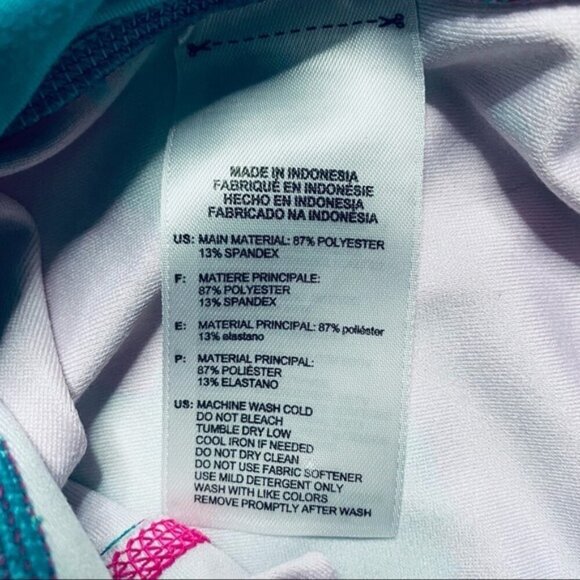 MADE IN INDONESIA
FABRIQUÉ EN INDONÉSIE
HECHO EN INDONESIA
FABRICADO NA INDONÉSIA
US: MAIN MATERIAL: 87% POLYESTER
13% SPANDEX
F: MATIERE PRINCIPALE:
87% POLYESTER
13% SPANDEX
E: MATERIAL PRINCIPAL: 87% poliéster
13% elastano
P: MATERIAL PRINCIPAL:
87% POLIÉSTER
13% ELASTANO
US: MACHINE WASH COLD
DO NOT BLEACH
TUMBLE DRY LOW
COOL IRON IF NEEDED
DO NOT DRY CLEAN
DO NOT USE FABRIC SOFTENER
USE MILD DETERGENT ONLY
WASH WITH LIKE COLORS
REMOVE PROMPTLY AFTER WASH